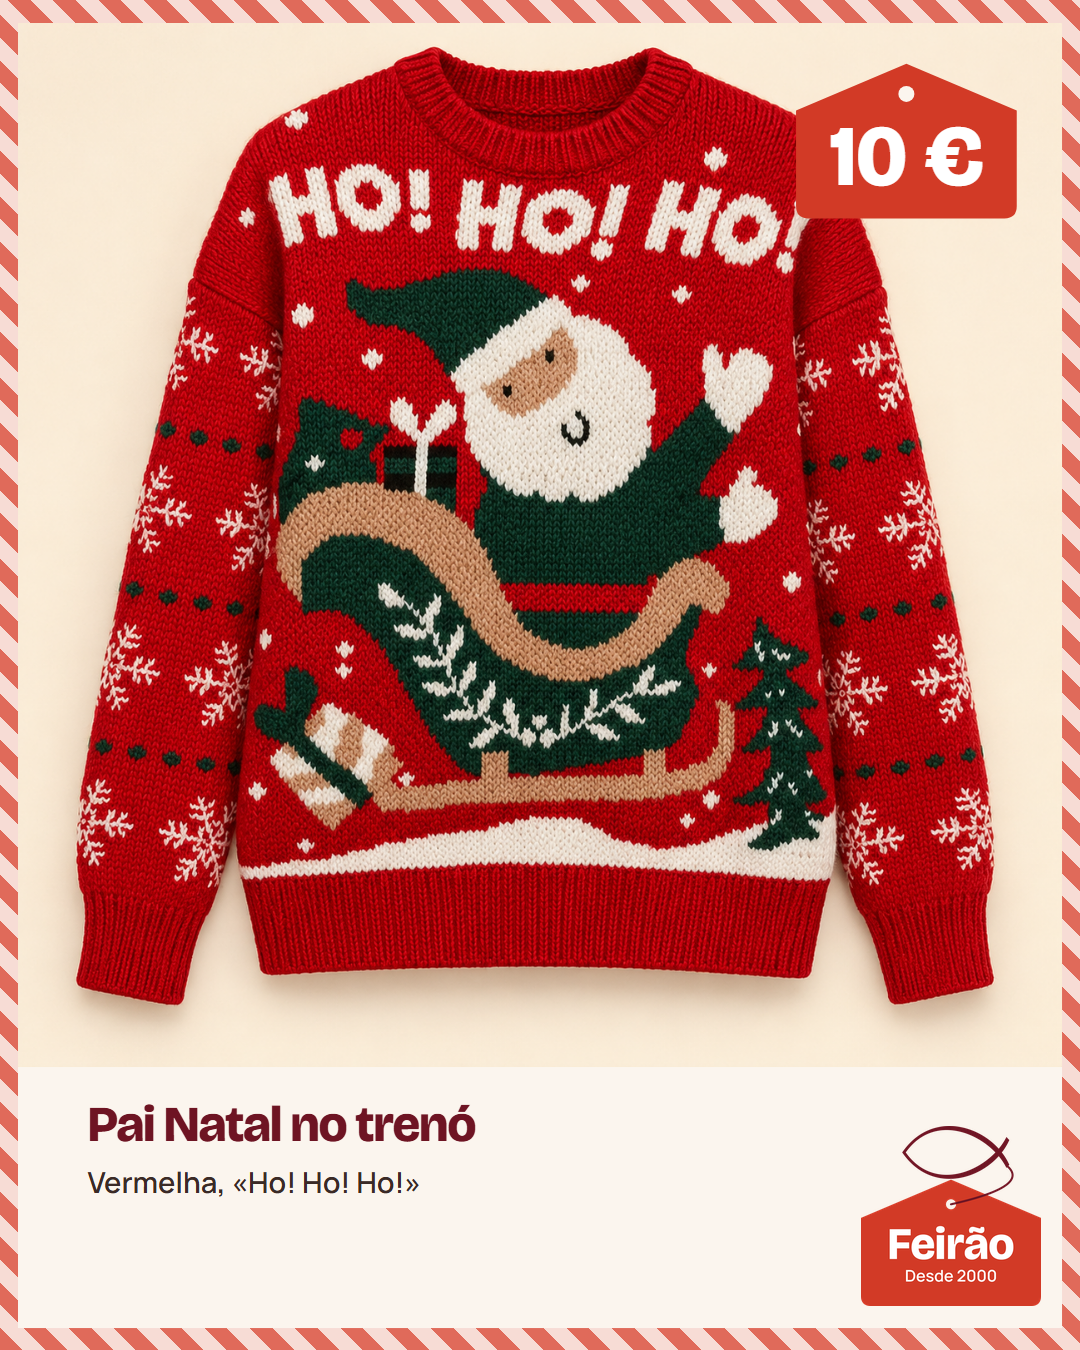 HO! HO! HO!
10 €
Pai Natal no trenó
Vermelha, «Ho! Ho! Ho!»
Feirão
Desde 2000